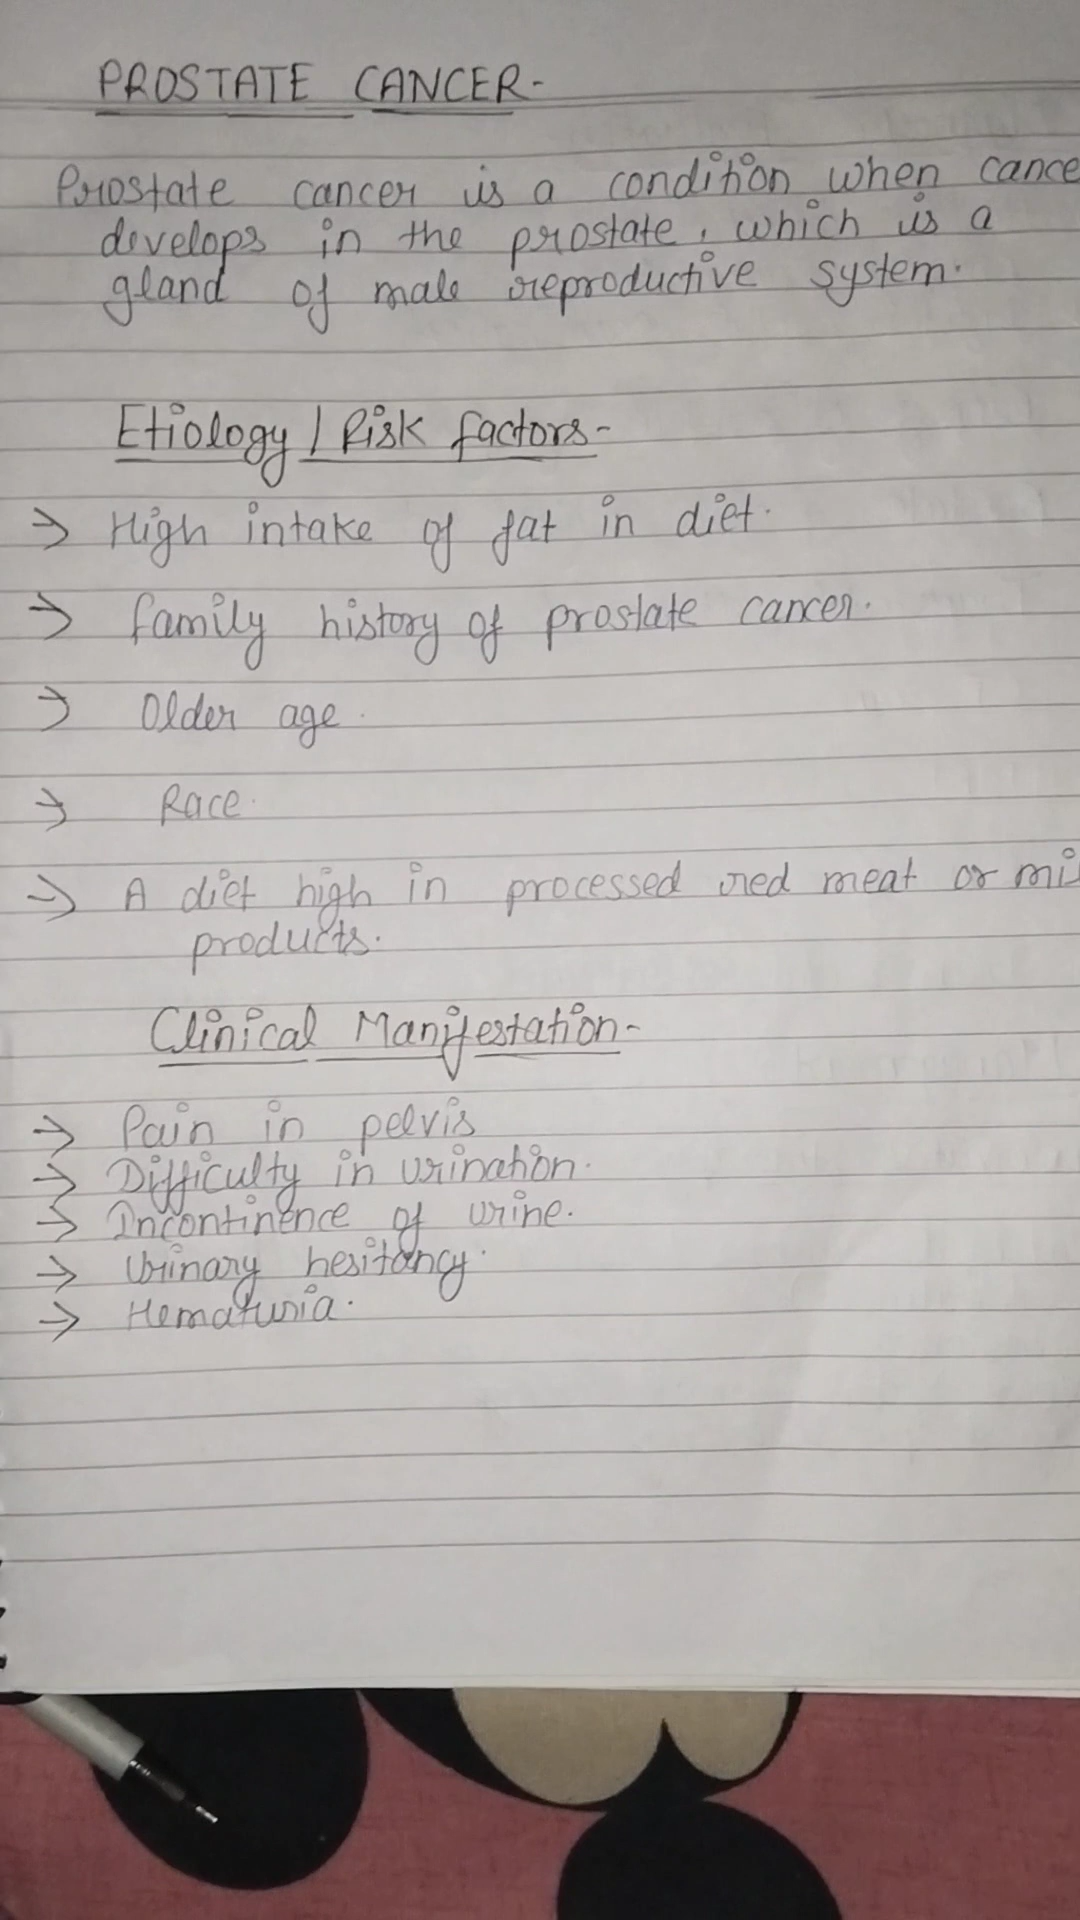 PROSTATE CANCER-
Prostate cancer is a condition when cance
develops in the prostate, which is a
gland of male reproductive system.
Etiology / Risk factors-
→ High intake of fat in diet.
→ family history of prostate cancer.
→ Older age.
→ Race.
→ A diet high in processed red meat or mi
products.
Clinical Manifestation-
→ Pain in pelvis
→ Difficulty in urination.
→ Incontinence of urine.
→ Urinary hesitancy.
→ Hematuria.